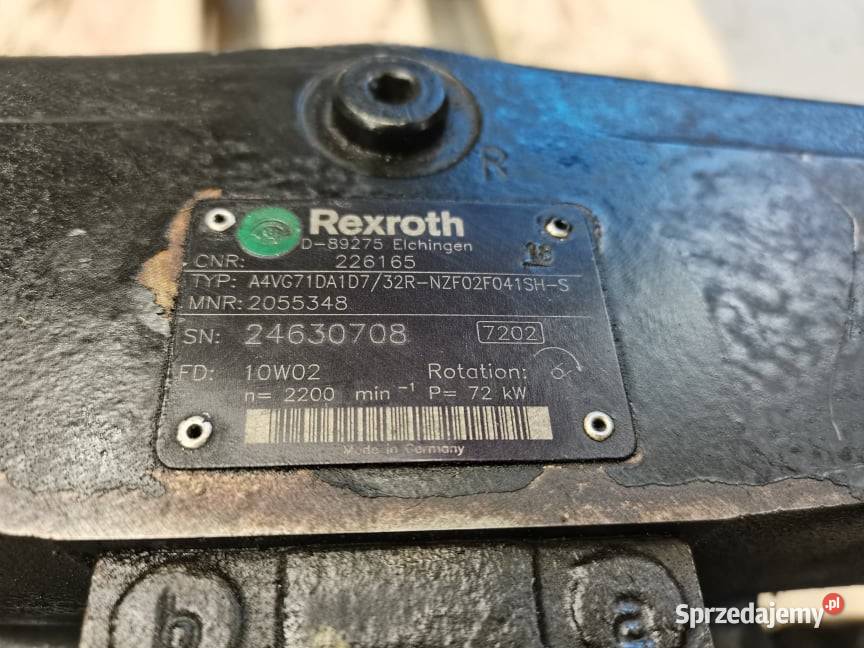 R
Rexroth
D-89275 Elchingen
18
CNR: 226165
TYP: A4VG71DA1D7/32R-NZF02F041SH-S
MNR: 2055348
SN: 24630708 7202
FD: 10W02 Rotation:
n= 2200 min⁻¹ P= 72 kW
Made in Germany
Sprzedajemy.pl